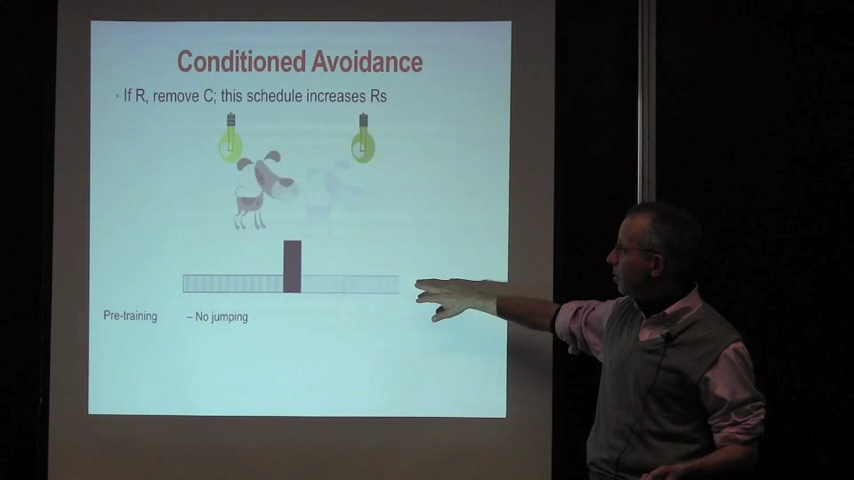 Conditioned Avoidance
• If R, remove C; this schedule increases Rs
Pre-training – No jumping